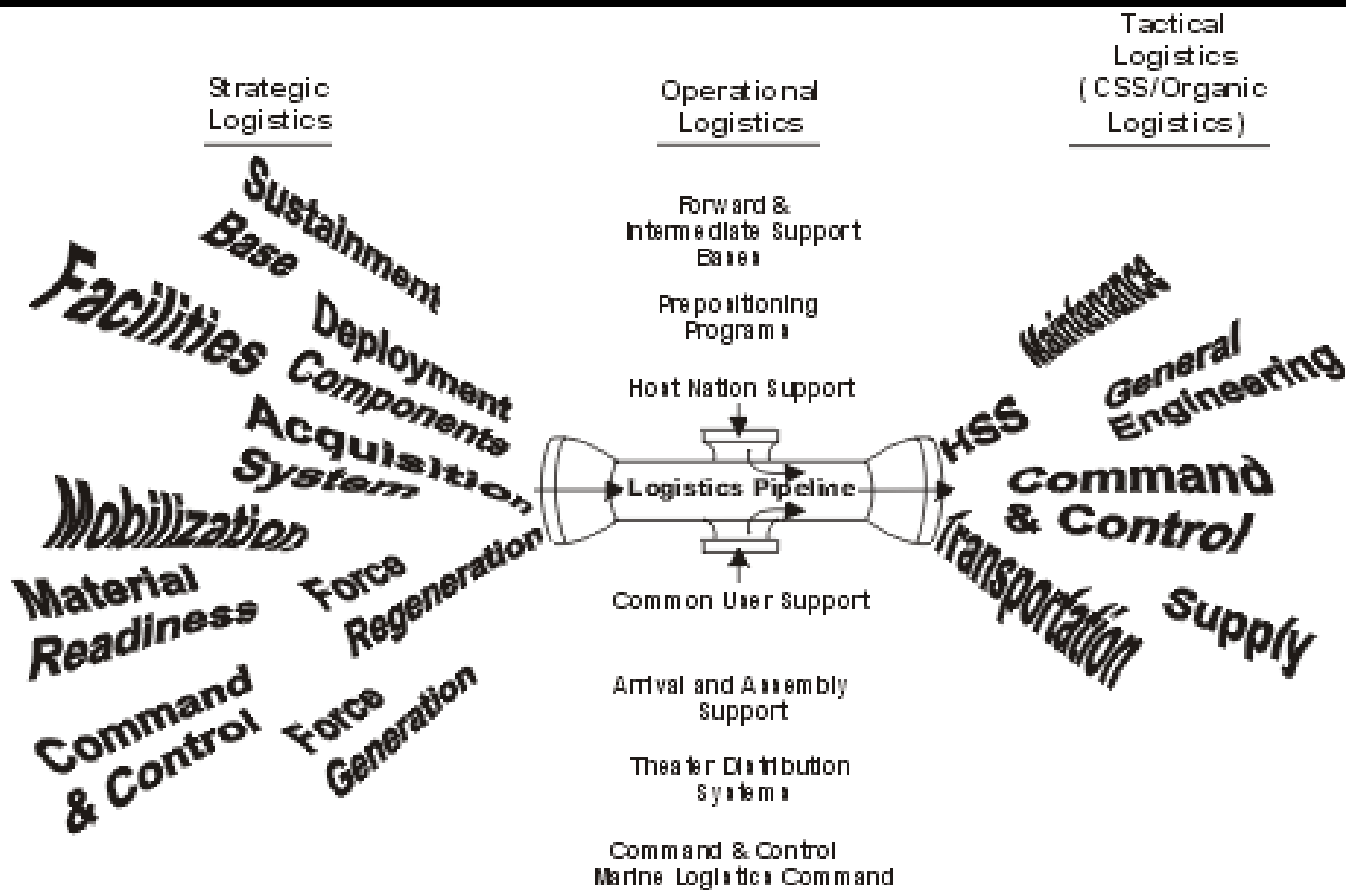 Strategic
Logistics
Sustainment
Base
Facilities
Deployment
Components
Acquisition
System
Mobilization
Material
Readiness
Force
Regeneration
Command
& Control
Force
Generation
Operational
Logistics
Forward &
Intermediate Support
Bases
Prepositioning
Programs
Host Nation Support
Logistics Pipeline
Common User Support
Arrival and Assembly
Support
Theater Distribution
Systems
Command & Control
Marine Logistics Command
Tactical
Logistics
(CSS/Organic
Logistics)
Maintenance
General
Engineering
HSS
Command
& Control
Transportation
Supply